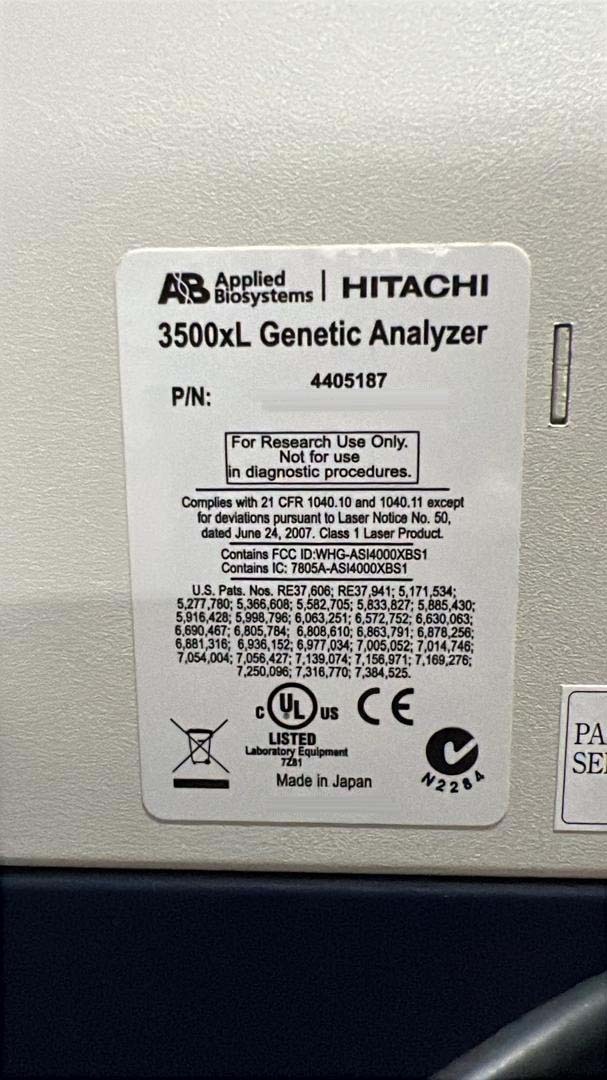 AB Applied Biosystems | HITACHI
3500xL Genetic Analyzer
4405187
P/N:
For Research Use Only.
Not for use
in diagnostic procedures.
Complies with 21 CFR 1040.10 and 1040.11 except
for deviations pursuant to Laser Notice No. 50,
dated June 24, 2007. Class 1 Laser Product.
Contains FCC ID:WHG-ASI4000XBS1
Contains IC: 7805A-ASI4000XBS1
U.S. Pats. Nos. RE37,606; RE37,941; 5,171,534;
5,277,780; 5,366,608; 5,582,705; 5,833,827; 5,885,430;
5,916,428; 5,998,796; 6,063,251; 6,572,752; 6,630,063;
6,690,467; 6,805,784; 6,808,610; 6,863,791; 6,878,256;
6,881,316; 6,936,152; 6,977,034; 7,005,052; 7,014,746;
7,054,004; 7,056,427; 7,139,074; 7,156,971; 7,169,276;
7,250,096; 7,316,770; 7,384,525.
C UL US CE
LISTED
Laboratory Equipment
7Z81
Made in Japan
N2284
PA
SE